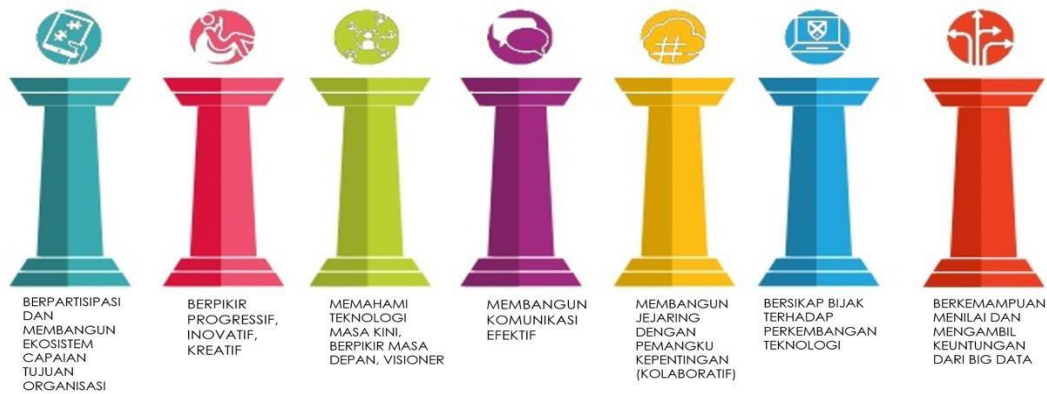 BERPARTISIPASI
DAN
MEMBANGUN
EKOSISTEM
CAPAIAN
TUJUAN
ORGANISASI
BERPIKIR
PROGRESSIF,
INOVATIF,
KREATIF
MEMAHAMI
TEKNOLOGI
MASA KINI,
BERPIKIR MASA
DEPAN, VISIONER
MEMBANGUN
KOMUNIKASI
EFEKTIF
#
MEMBANGUN
JEJARING
DENGAN
PEMANGKU
KEPENTINGAN
(KOLABORATIF)
BERSIKAP BIJAK
TERHADAP
PERKEMBANGAN
TEKNOLOGI
BERKEMAMPUAN
MENILAI DAN
MENGAMBIL
KEUNTUNGAN
DARI BIG DATA